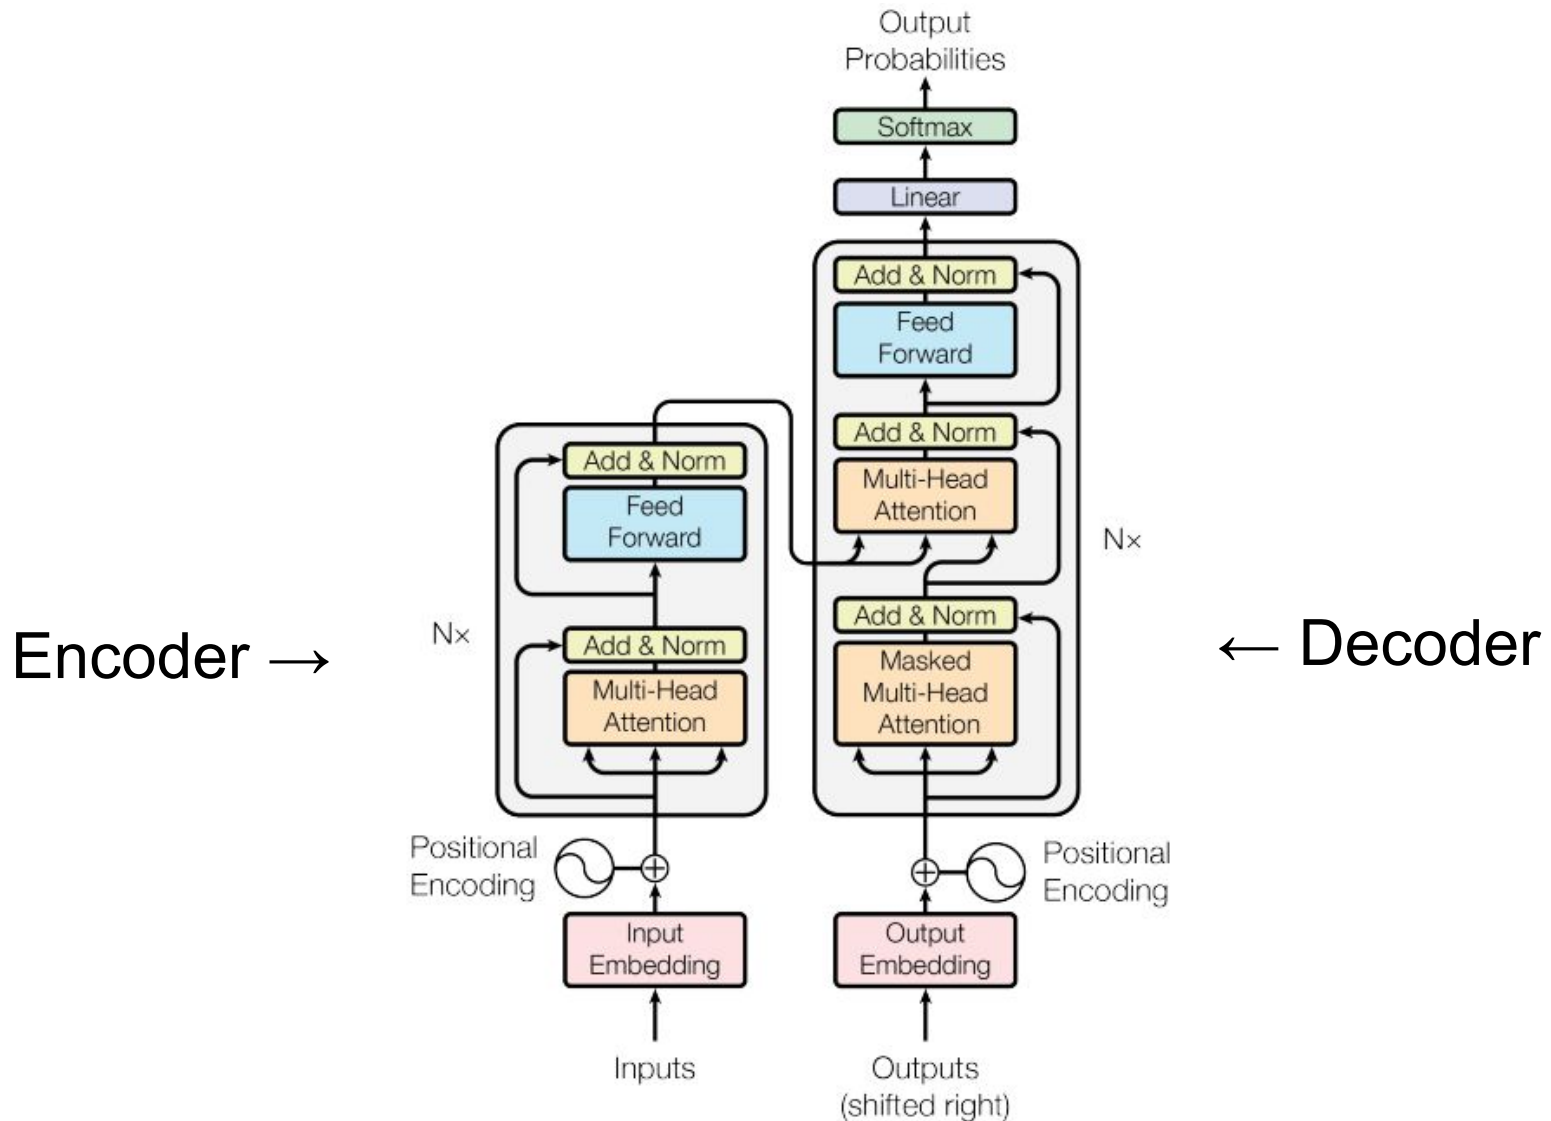 Output
Probabilities
Softmax
Linear
Add & Norm
Feed
Forward
Add & Norm
Multi-Head
Attention
N×
Add & Norm
Masked
Multi-Head
Attention
← Decoder
Add & Norm
Feed
Forward
Nx
Add & Norm
Multi-Head
Attention
Encoder →
Positional
Encoding
Positional
Encoding
Input
Embedding
Output
Embedding
Inputs
Outputs
(shifted right)